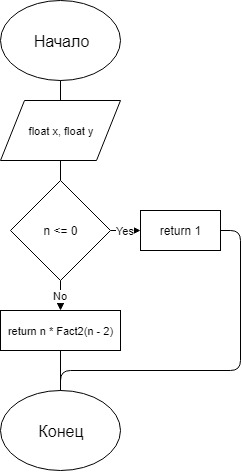 Начало
float x, float y
n <= 0
Yes
return 1
No
return n * Fact2(n - 2)
Конец